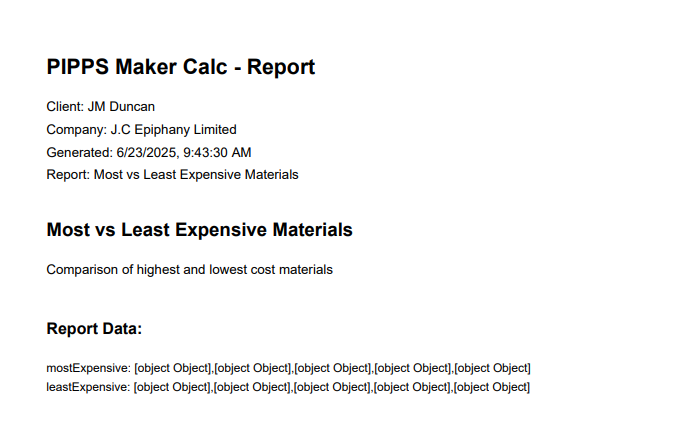 PIPPS Maker Calc - Report
Client: JM Duncan
Company: J.C Epiphany Limited
Generated: 6/23/2025, 9:43:30 AM
Report: Most vs Least Expensive Materials
Most vs Least Expensive Materials
Comparison of highest and lowest cost materials
Report Data:
mostExpensive: [object Object],[object Object],[object Object],[object Object],[object Object]
leastExpensive: [object Object],[object Object],[object Object],[object Object],[object Object]